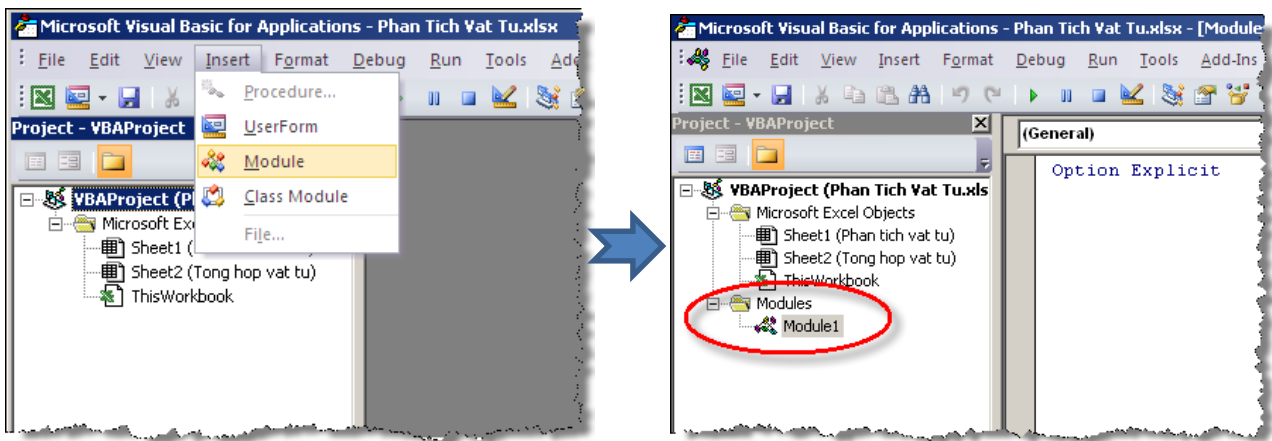 Microsoft Visual Basic for Applications - Phan Tich Vat Tu.xlsx
File Edit View Insert Format Debug Run Tools Add
Procedure...
UserForm
Module
Class Module
File...
Project - VBAProject
VBAProject (P
Microsoft Ex
Sheet1 (
Sheet2 (Tong hop vat tu)
ThisWorkbook
Microsoft Visual Basic for Applications - Phan Tich Vat Tu.xlsx - [Module
File Edit View Insert Format Debug Run Tools Add-Ins
Project - VBAProject
(General)
Option Explicit
VBAProject (Phan Tich Vat Tu.xls
Microsoft Excel Objects
Sheet1 (Phan tich vat tu)
Sheet2 (Tong hop vat tu)
ThisWorkbook
Modules
Module1